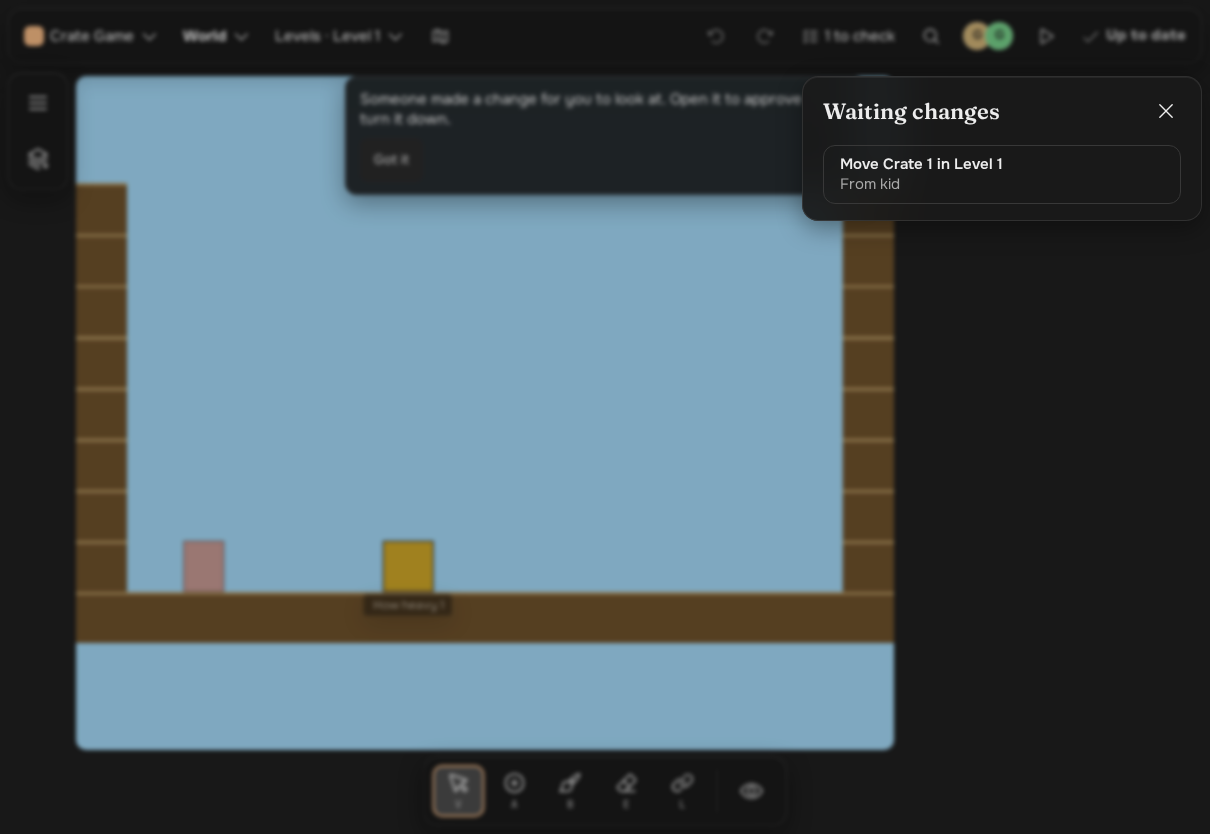 Crate Game
World
Levels · Level 1
1 to check
Up to date
Someone made a change for you to look at. Open it to approve
turn it down.
Got it
Waiting changes
Move Crate 1 in Level 1
From kid
V
A
B
E
L